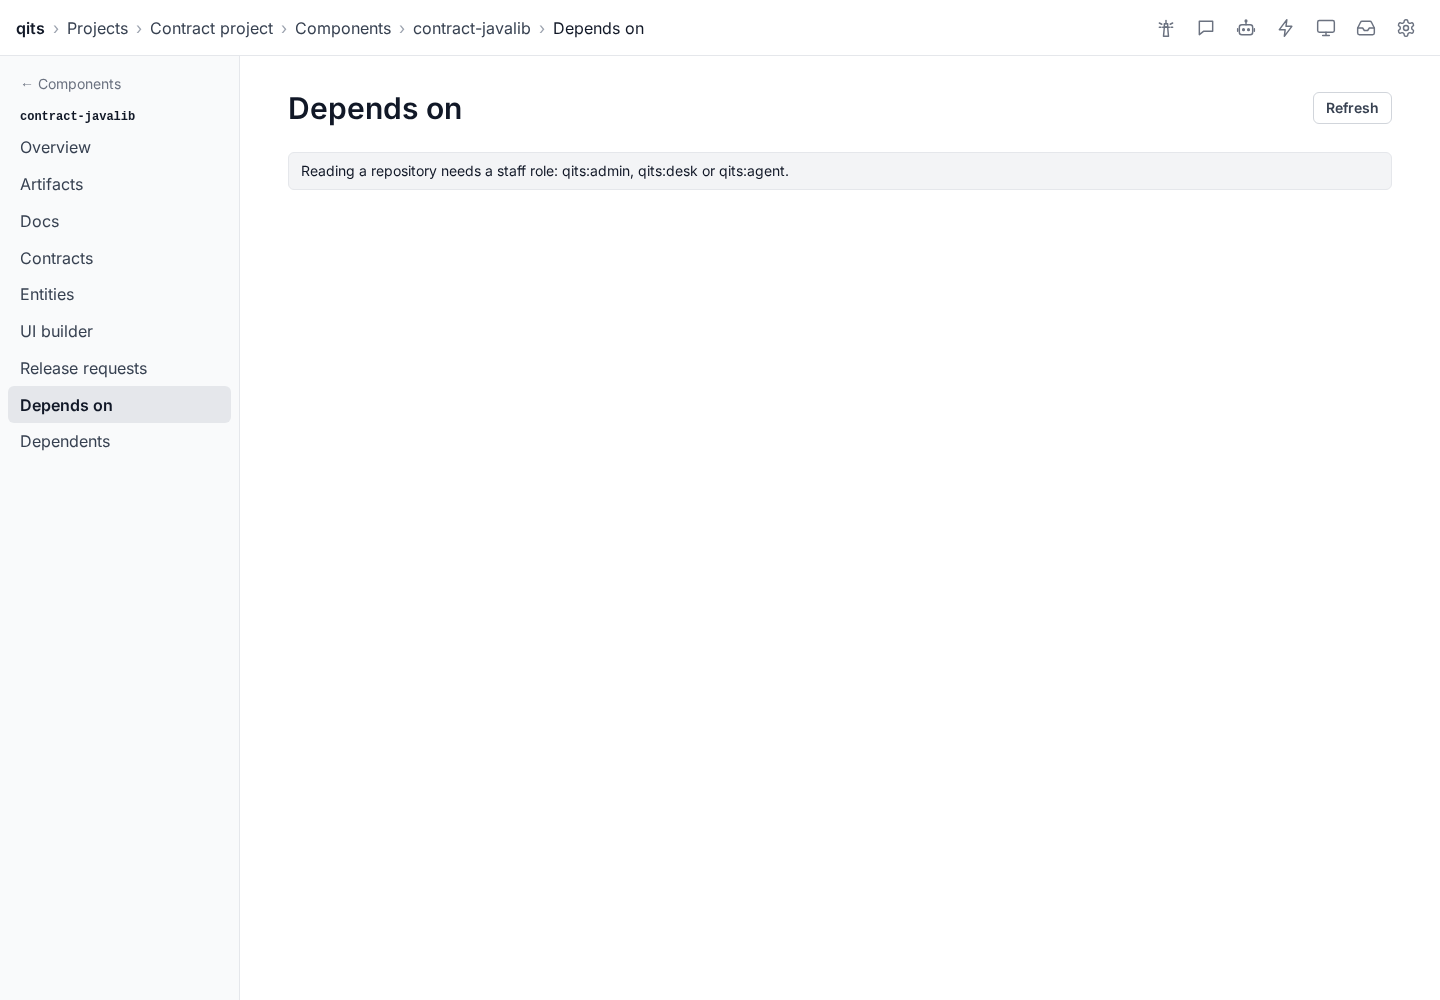 qits › Projects › Contract project › Components › contract-javalib › Depends on
← Components
contract-javalib
Overview
Artifacts
Docs
Contracts
Entities
UI builder
Release requests
Depends on
Dependents
Depends on
Refresh
Reading a repository needs a staff role: qits:admin, qits:desk or qits:agent.